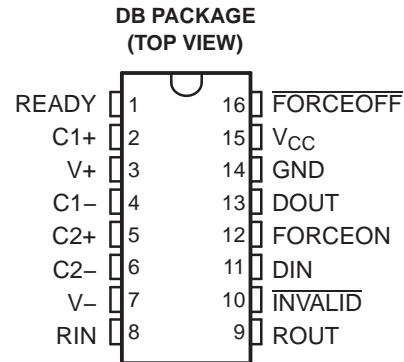 DB PACKAGE
(TOP VIEW)
READY 1 16 FORCEOFF
C1+ 2 15 VCC
V+ 3 14 GND
C1− 4 13 DOUT
C2+ 5 12 FORCEON
C2− 6 11 DIN
V− 7 10 INVALID
RIN 8 9 ROUT